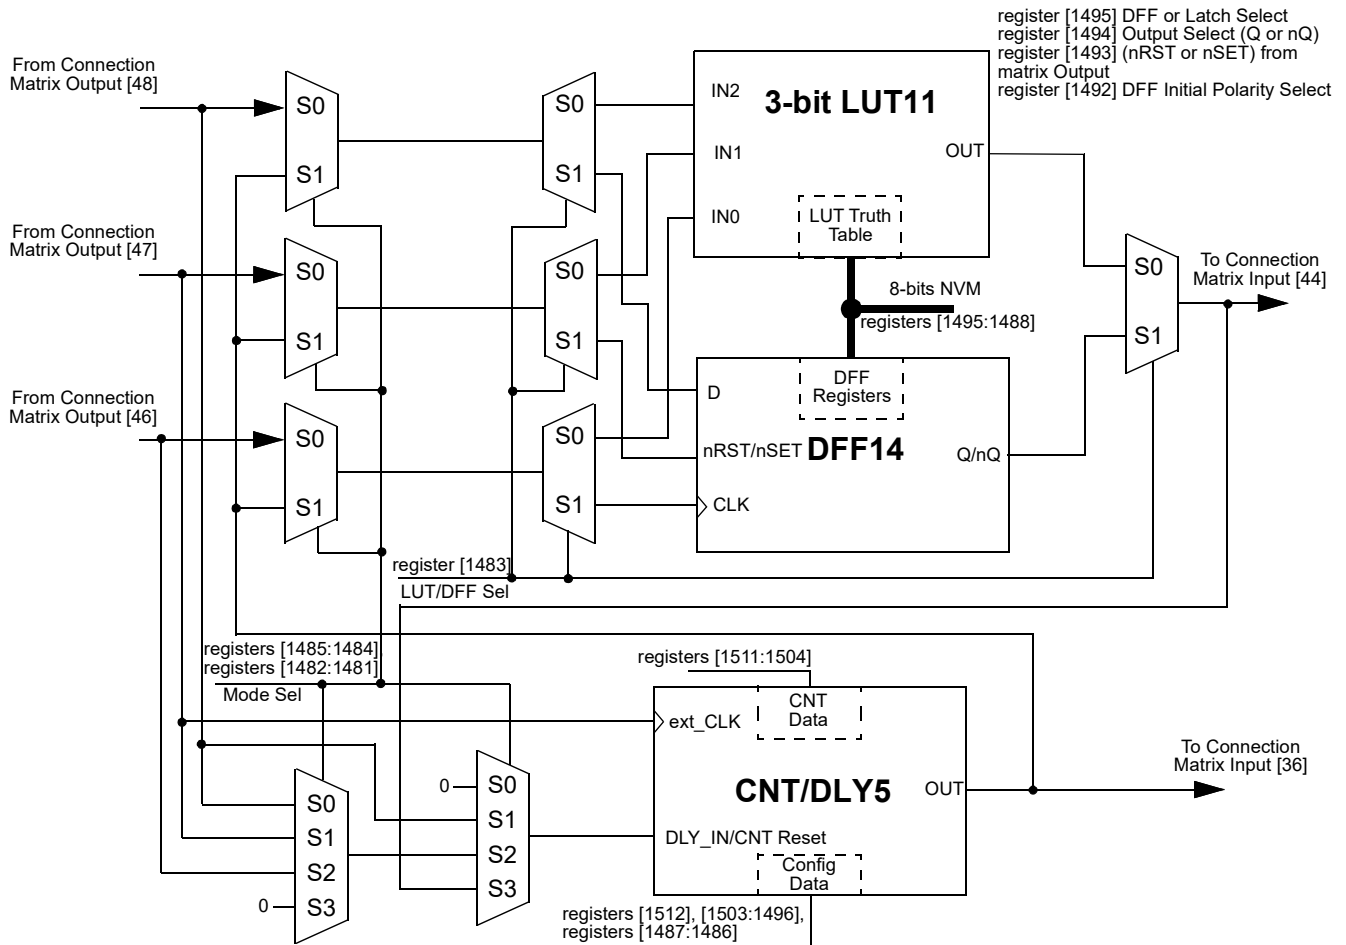 register [1495] DFF or Latch Select
register [1494] Output Select (Q or nQ)
register [1493] (nRST or nSET) from
matrix Output
register [1492] DFF Initial Polarity Select
From Connection
Matrix Output [48]
S0
S1
S0
S1
IN2
3-bit LUT11
IN1
OUT
IN0
LUT Truth
Table
From Connection
Matrix Output [47]
S0
S1
S0
S1
8-bits NVM
registers [1495:1488]
S0
S1
To Connection
Matrix Input [44]
From Connection
Matrix Output [46]
S0
S1
S0
S1
DFF
Registers
D
nRST/nSET
DFF14
Q/nQ
CLK
register [1483]
LUT/DFF Sel
registers [1485:1484],
registers [1482:1481]
Mode Sel
registers [1511:1504]
CNT
Data
ext_CLK
CNT/DLY5
OUT
To Connection
Matrix Input [36]
DLY_IN/CNT Reset
Config
Data
0
S0
S1
S2
S3
S0
S1
S2
0
S3
registers [1512], [1503:1496],
registers [1487:1486]